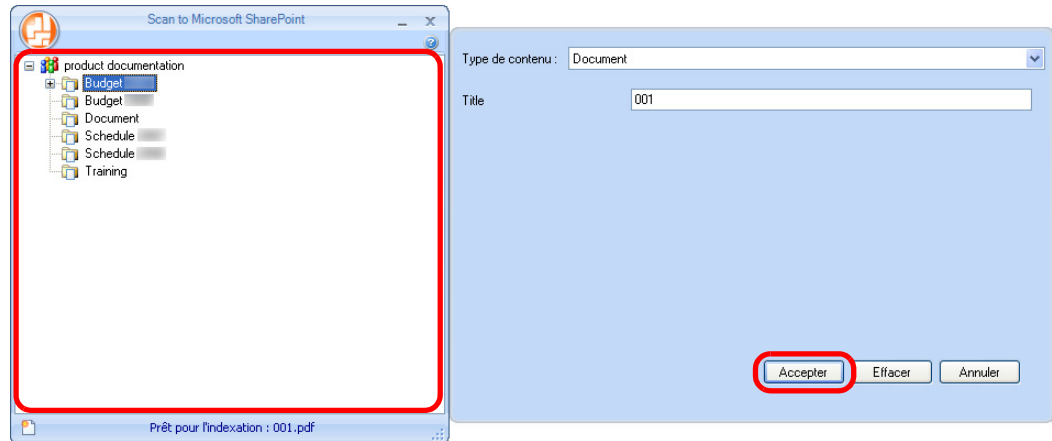 Scan to Microsoft SharePoint
product documentation
Budget
Budget
Document
Schedule
Schedule
Training
Prêt pour l'indexation : 001.pdf
Type de contenu : Document
Title 001
Accepter Effacer Annuler